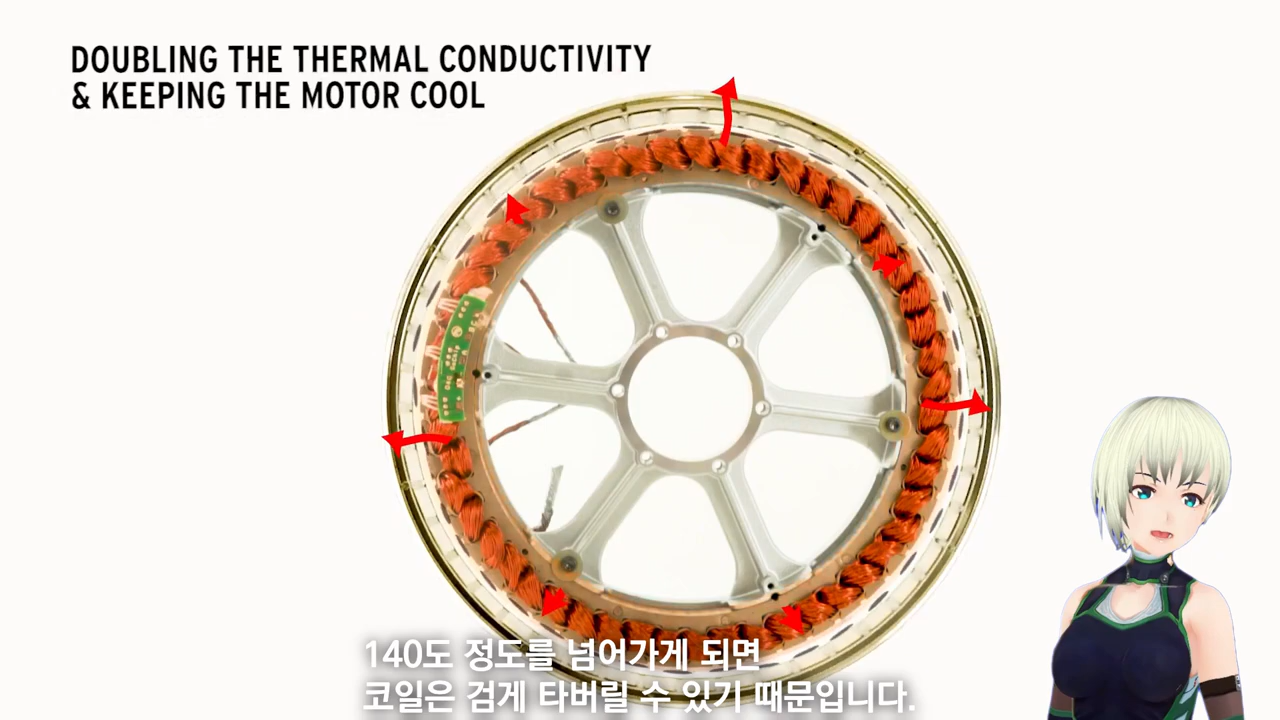 DOUBLING THE THERMAL CONDUCTIVITY
& KEEPING THE MOTOR COOL
140도 정도를 넘어가게 되면
코일은 검게 타버릴 수 있기 때문입니다.